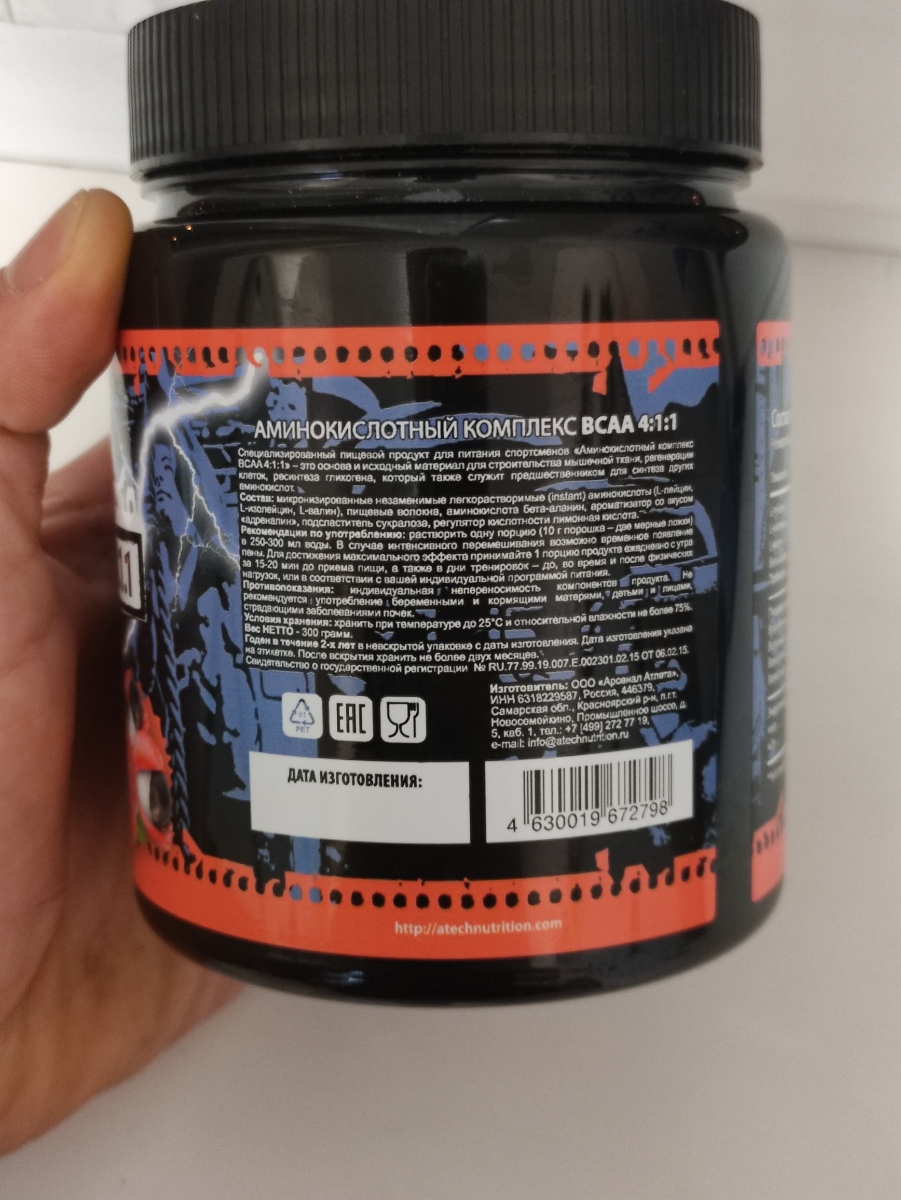 АМИНОКИСЛОТНЫЙ КОМПЛЕКС BCAA 4:1:1
Специализированный пищевой продукт для питания спортсменов «Аминокислотный комплекс
BCAA 4:1:1» – это основа и исходный материал для строительства мышечной ткани, регенерации
клеток, ресинтеза гликогена, который также служит предшественником для синтеза других
аминокислот.
Состав: микронизированные незаменимые легкорастворимые (instant) аминокислоты (L-лейцин,
L-изолейцин, L-валин), пищевые волокна, аминокислота бета-аланин, ароматизатор со вкусом
«адреналин», подсластитель сукралоза, регулятор кислотности лимонная кислота.
Рекомендации по употреблению: растворить одну порцию (10 г порошка – две мерные ложки)
в 250-300 мл воды. В случае интенсивного перемешивания возможно временное появление
пены. Для достижения максимального эффекта принимайте 1 порцию продукта ежедневно с утра
за 15-20 мин до приема пищи, а также в дни тренировок – до, во время и после физических
нагрузок, или в соответствии с вашей индивидуальной программой питания.
Противопоказания: индивидуальная непереносимость компонентов продукта. Не
рекомендуется употребление беременными и кормящими матерями, детьми и лицами,
страдающими заболеваниями почек.
Условия хранения: хранить при температуре до 25°С и относительной влажности не более 75%.
Вес НЕТТО - 300 грамм.
Годен в течение 2-х лет в невскрытой упаковке с даты изготовления. Дата изготовления указана
на этикетке. После вскрытия хранить не более двух месяцев.
Свидетельство о государственной регистрации № RU.77.99.19.007.E.002301.02.15 ОТ 06.02.15.
Изготовитель: ООО «Арсенал Атлета»,
ИНН 6318229587, Россия, 446379,
Самарская обл., Красноярский р-н, п.г.т.
Новосемейкино, Промышленное шоссе, д.
5, каб. 1, тел.: +7 (499) 272 77 19,
e-mail: info@atechnutrition.ru
01
PET
EAC
ДАТА ИЗГОТОВЛЕНИЯ:
4 630019 672798
http://atechnutrition.com